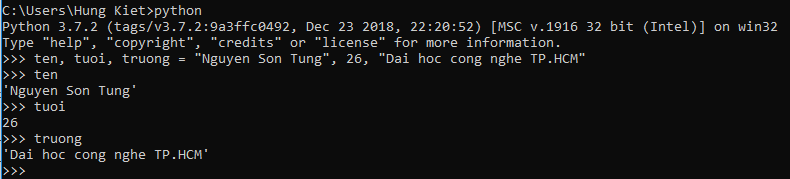 C:\Users\Hung Kiet>python
Python 3.7.2 (tags/v3.7.2:9a3ffc0492, Dec 23 2018, 22:20:52) [MSC v.1916 32 bit (Intel)] on win32
Type "help", "copyright", "credits" or "license" for more information.
>>> ten, tuoi, truong = "Nguyen Son Tung", 26, "Dai hoc cong nghe TP.HCM"
>>> ten
'Nguyen Son Tung'
>>> tuoi
26
>>> truong
'Dai hoc cong nghe TP.HCM'
>>>